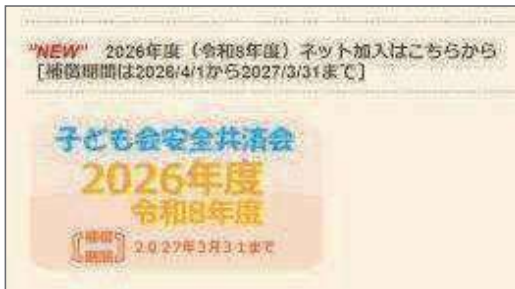 "NEW" 2026年度（令和8年度）ネット加入はこちらから
［補償期間は2026/4/1から2027/3/31まで］
子ども会安全共済会
2026年度
令和8年度
【補償期間】2027年3月31まで